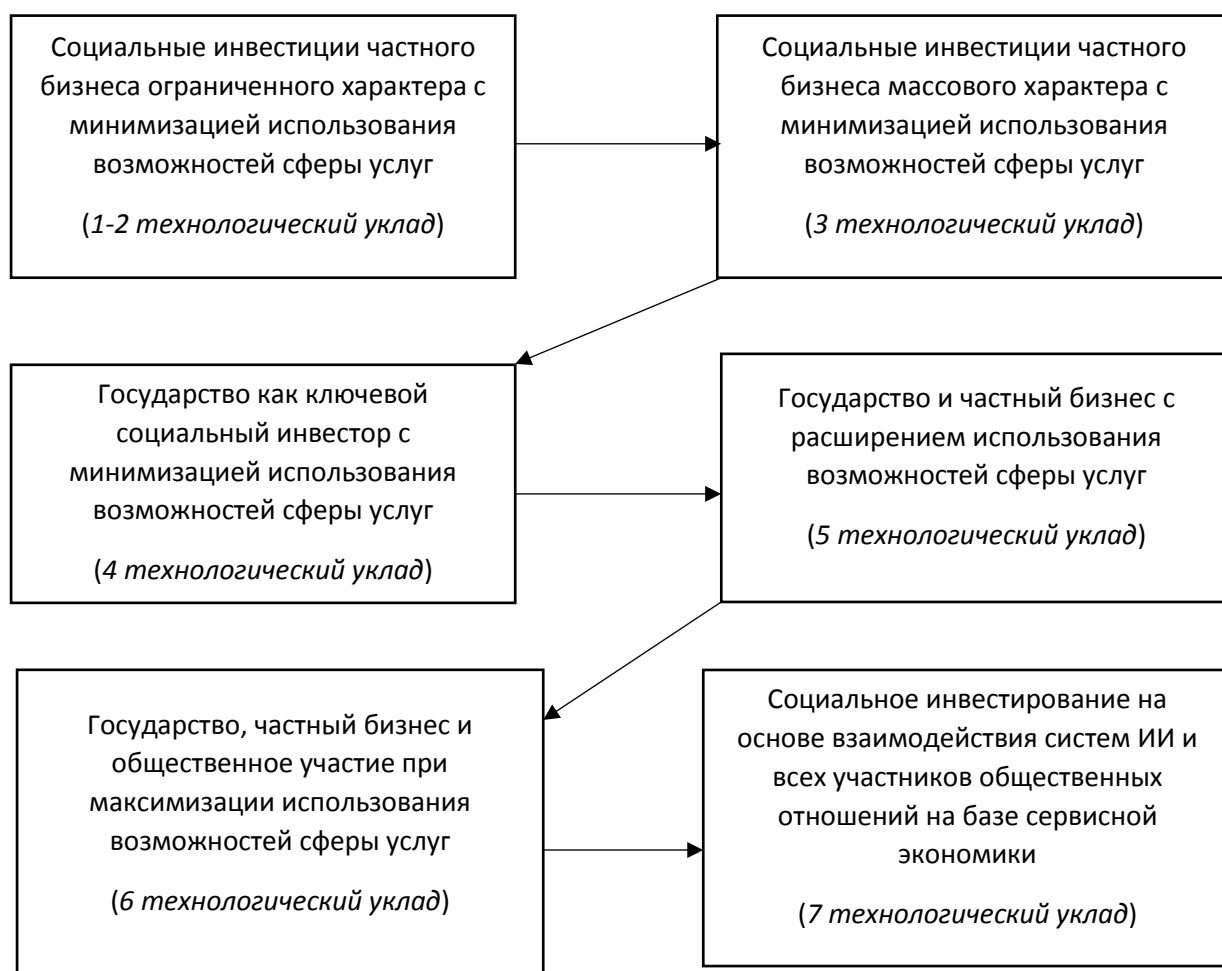 Социальные инвестиции частного
бизнеса ограниченного характера с
минимизацией использования
возможностей сферы услуг
(1-2 технологический уклад)
Социальные инвестиции частного
бизнеса массового характера с
минимизацией использования
возможностей сферы услуг
(3 технологический уклад)
Государство как ключевой
социальный инвестор с
минимизацией использования
возможностей сферы услуг
(4 технологический уклад)
Государство и частный бизнес с
расширением использования
возможностей сферы услуг
(5 технологический уклад)
Государство, частный бизнес и
общественное участие при
максимизации использования
возможностей сферы услуг
(6 технологический уклад)
Социальное инвестирование на
основе взаимодействия систем ИИ и
всех участников общественных
отношений на базе сервисной
экономики
(7 технологический уклад)